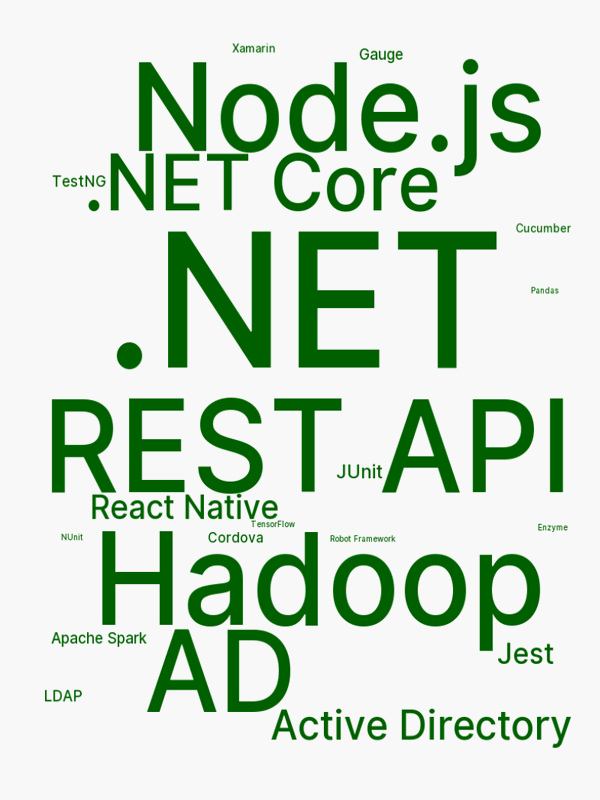 Xamarin
Gauge
Node.js
TestNG
.NET Core
Cucumber
.NET
Pandas
REST API
JUnit
React Native
TensorFlow
Enzyme
NUnit
Cordova
Robot Framework
Hadoop
Apache Spark
Jest
AD
LDAP
Active Directory